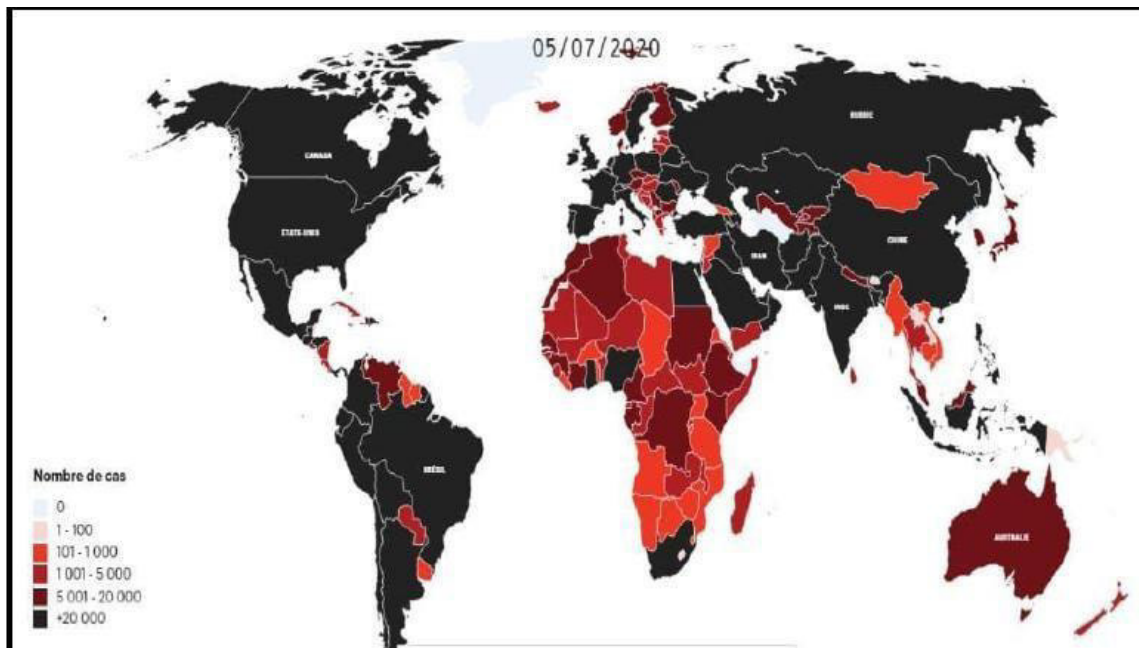 05/07/2020
RUSSIE
CANADA
ÉTATS-UNIS
CHINE
IRAN
INDE
BRÉSIL
AUSTRALIE
Nombre de cas
0
1 - 100
101 - 1 000
1 001 - 5 000
5 001 - 20 000
+20 000